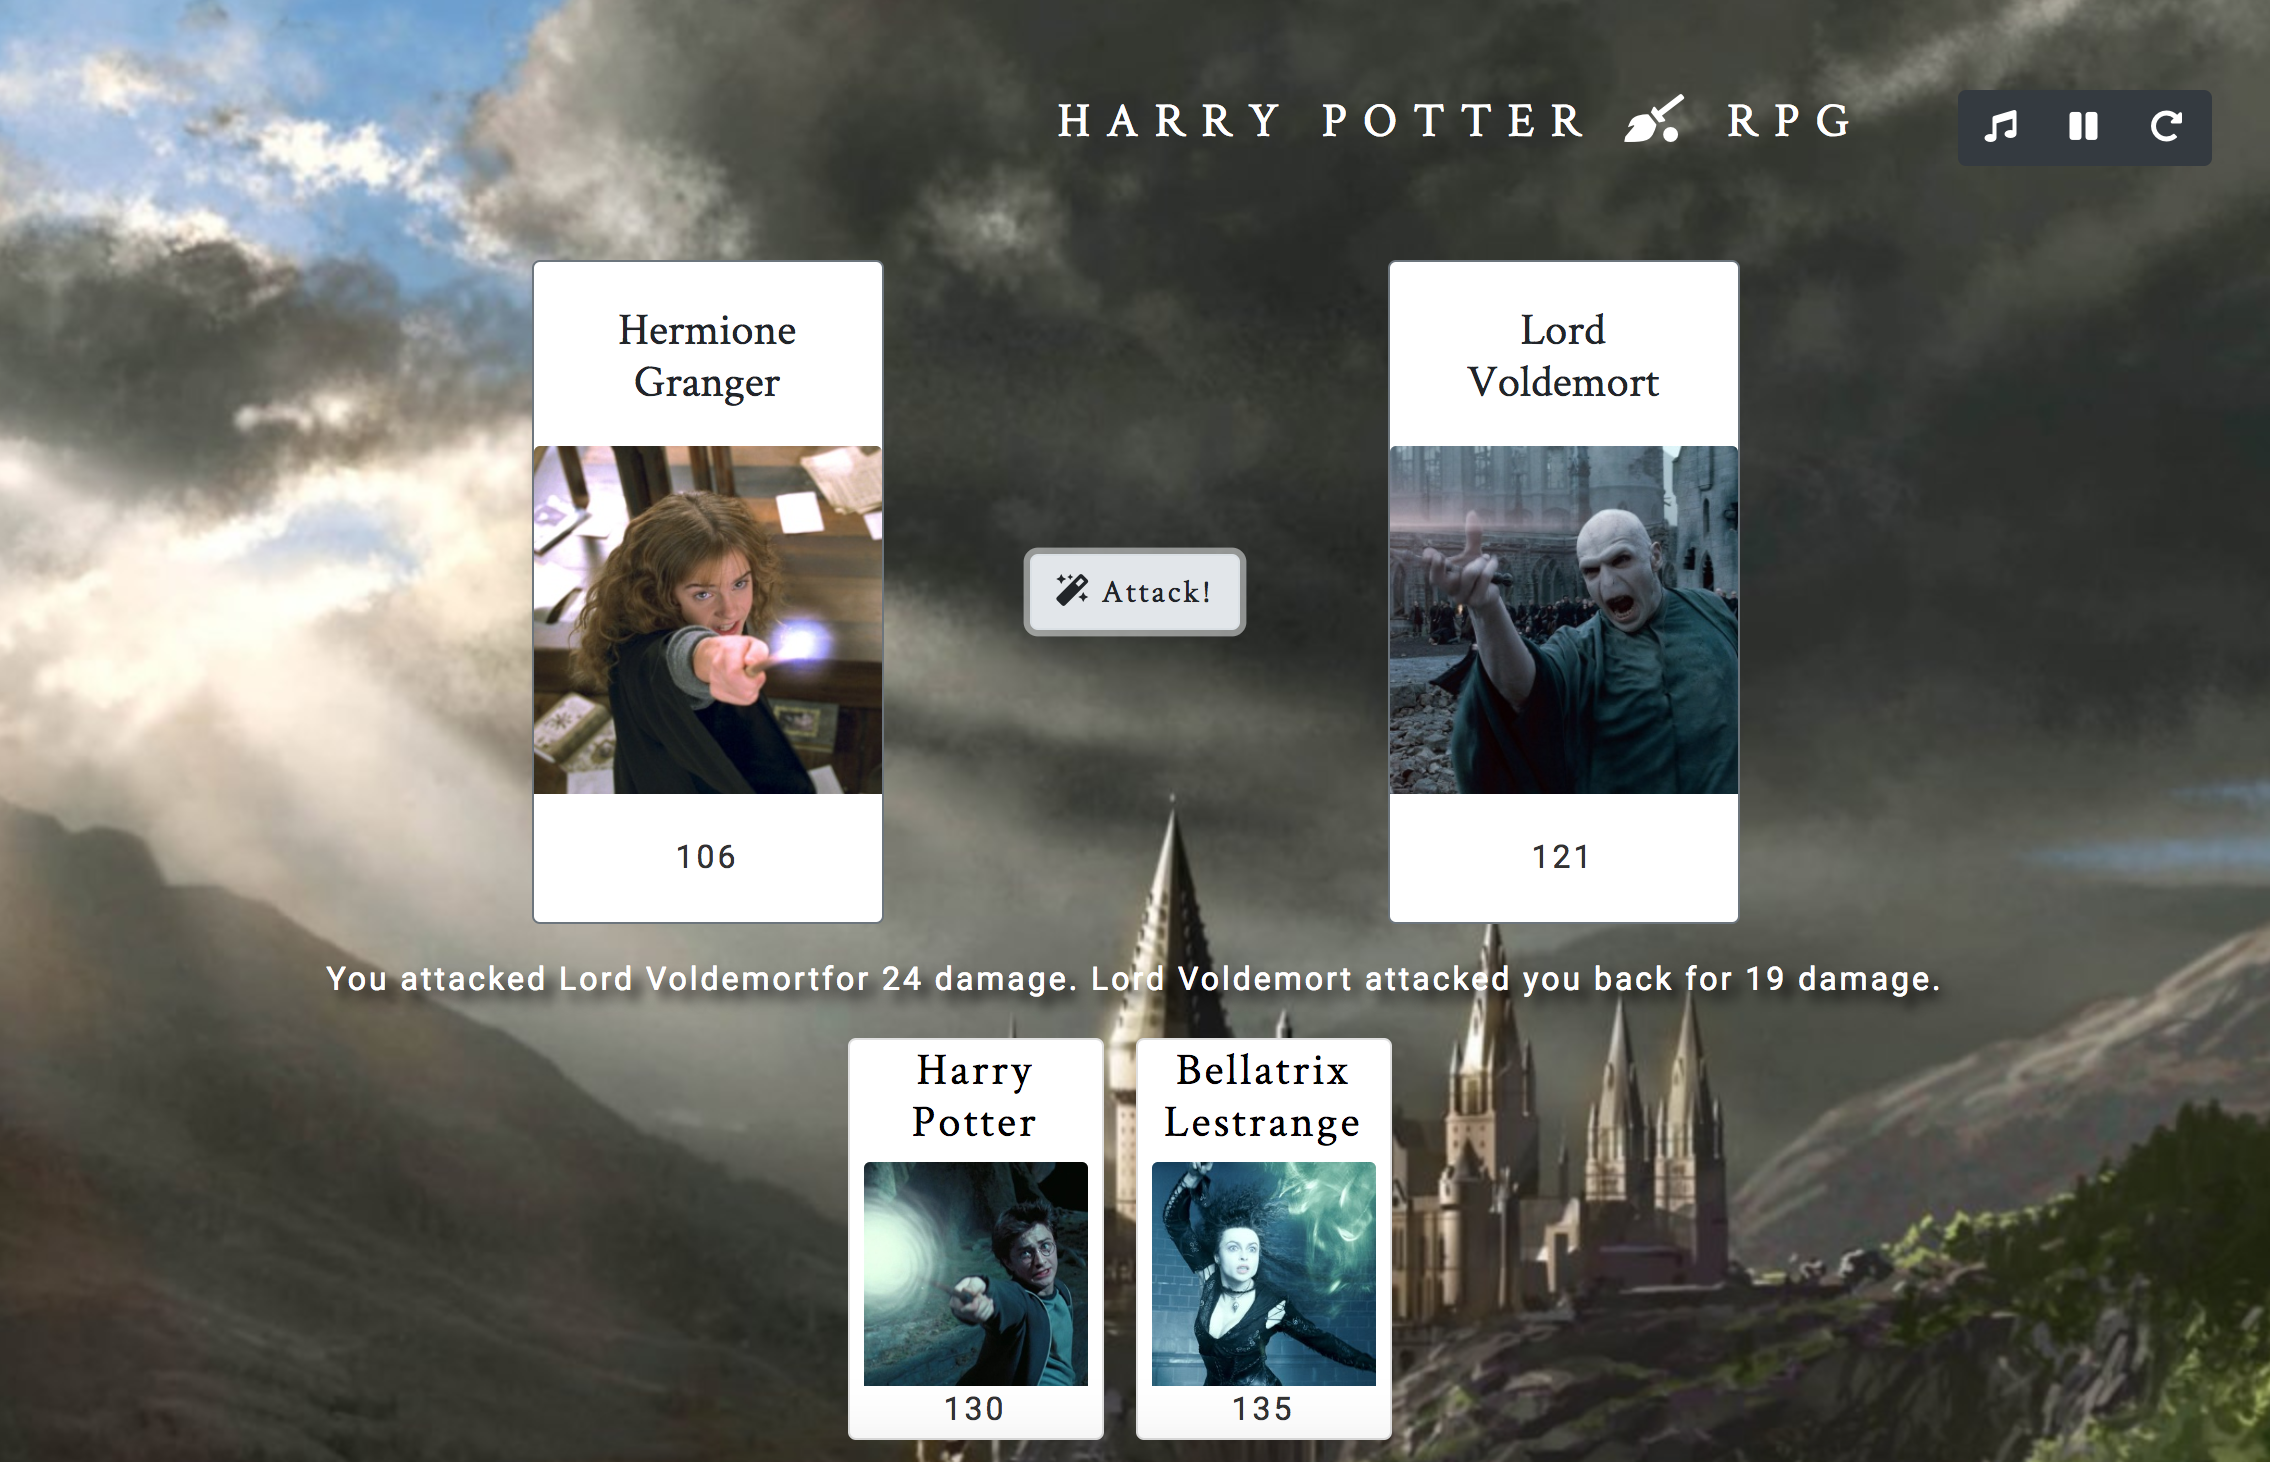 HARRY POTTER RPG
Hermione
Granger
Lord
Voldemort
Attack!
106
121
You attacked Lord Voldemortfor 24 damage. Lord Voldemort attacked you back for 19 damage.
Harry
Potter
Bellatrix
Lestrange
130
135